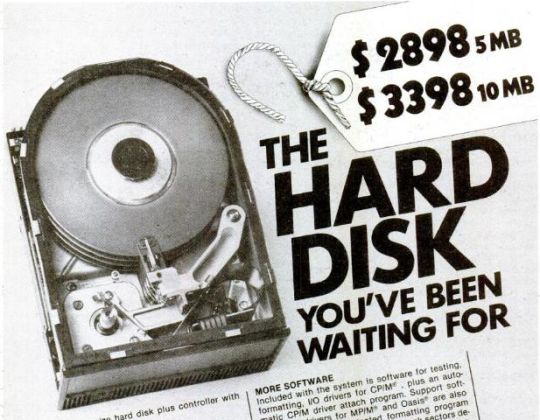 $ 2898 5 MB
$ 3398 10 MB
THE
HARD
DISK
YOU'VE BEEN
WAITING FOR
hard disk plus controller with
MORE SOFTWARE
Included with the system is software for testing,
formatting, I/O drivers for CP/M®, plus an auto-
matic CP/M driver attach program. Support soft-
for MP/M® and Oasis® are also
formatting program
sectors